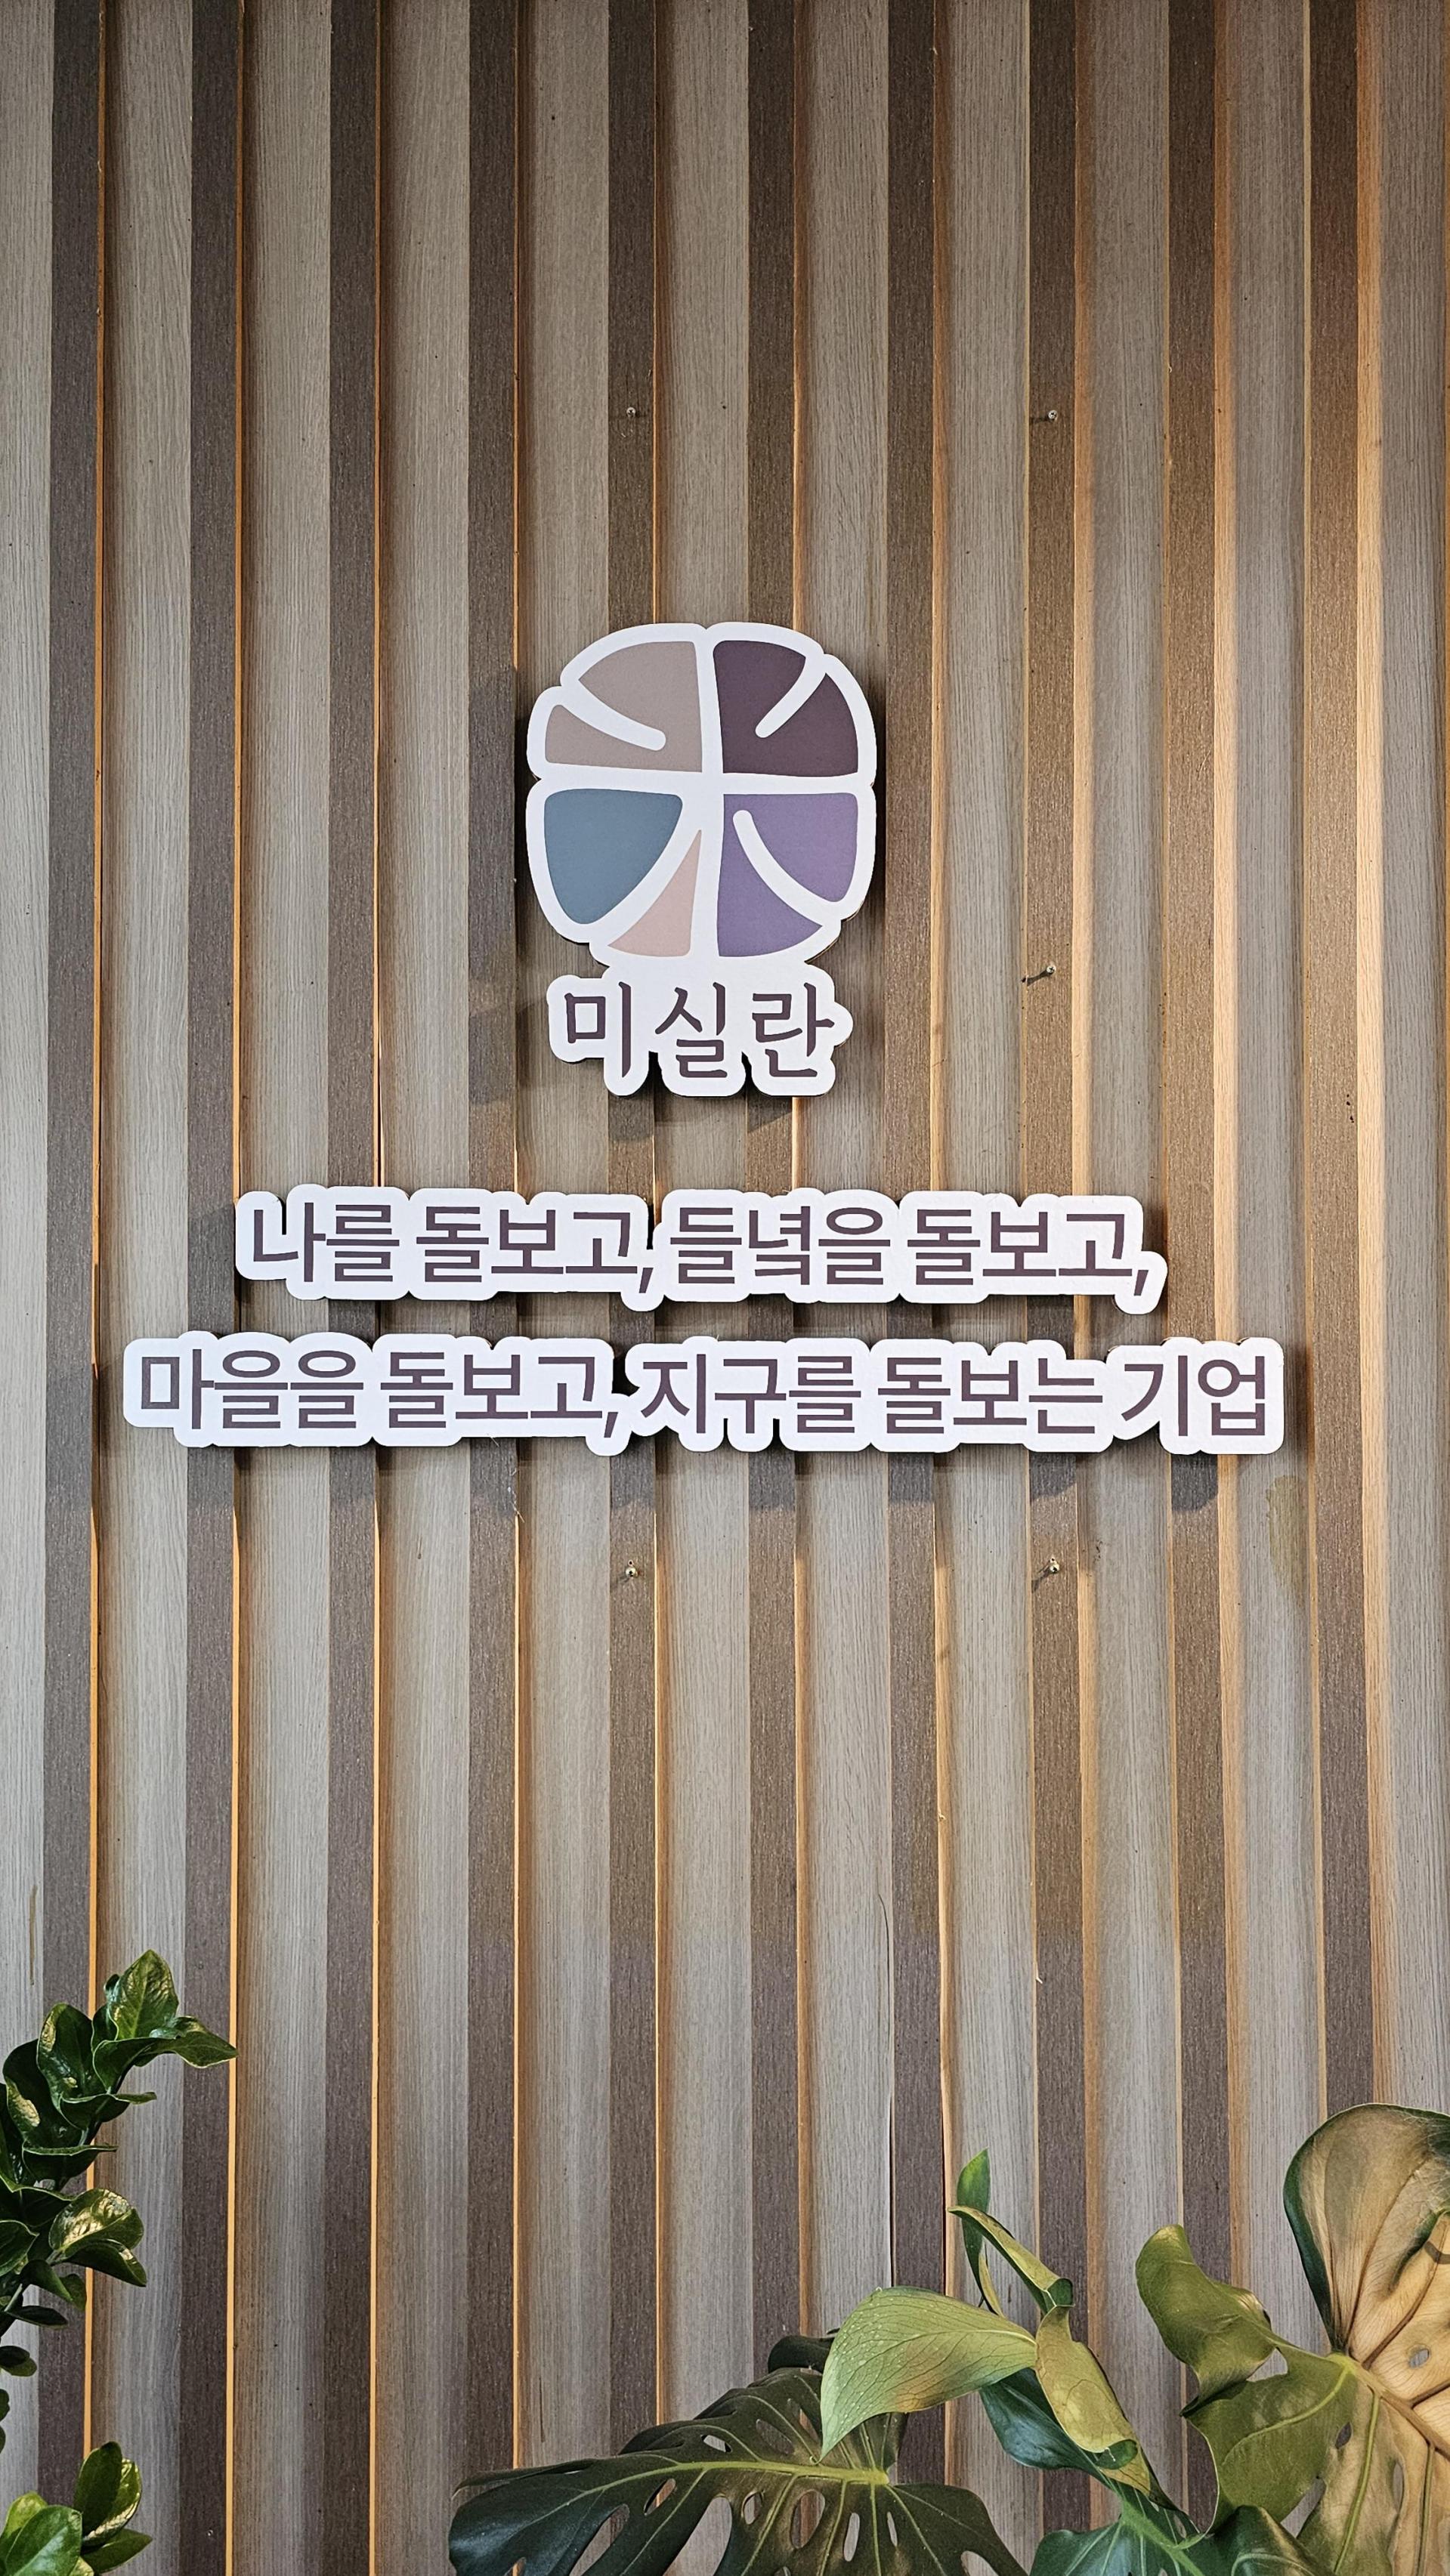 미실란
나를 돌보고, 들녘을 돌보고,
마을을 돌보고, 지구를 돌보는 기업